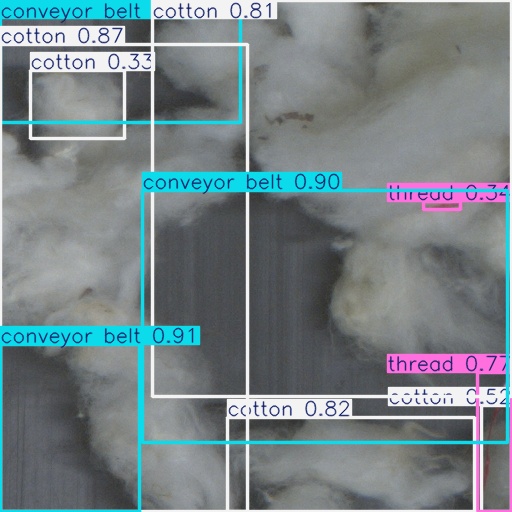 conveyor belt cotton 0.81
cotton 0.87
cotton 0.33
conveyor belt 0.90
thread 0.34
conveyor belt 0.91
thread 0.77
cotton 0.52
cotton 0.82